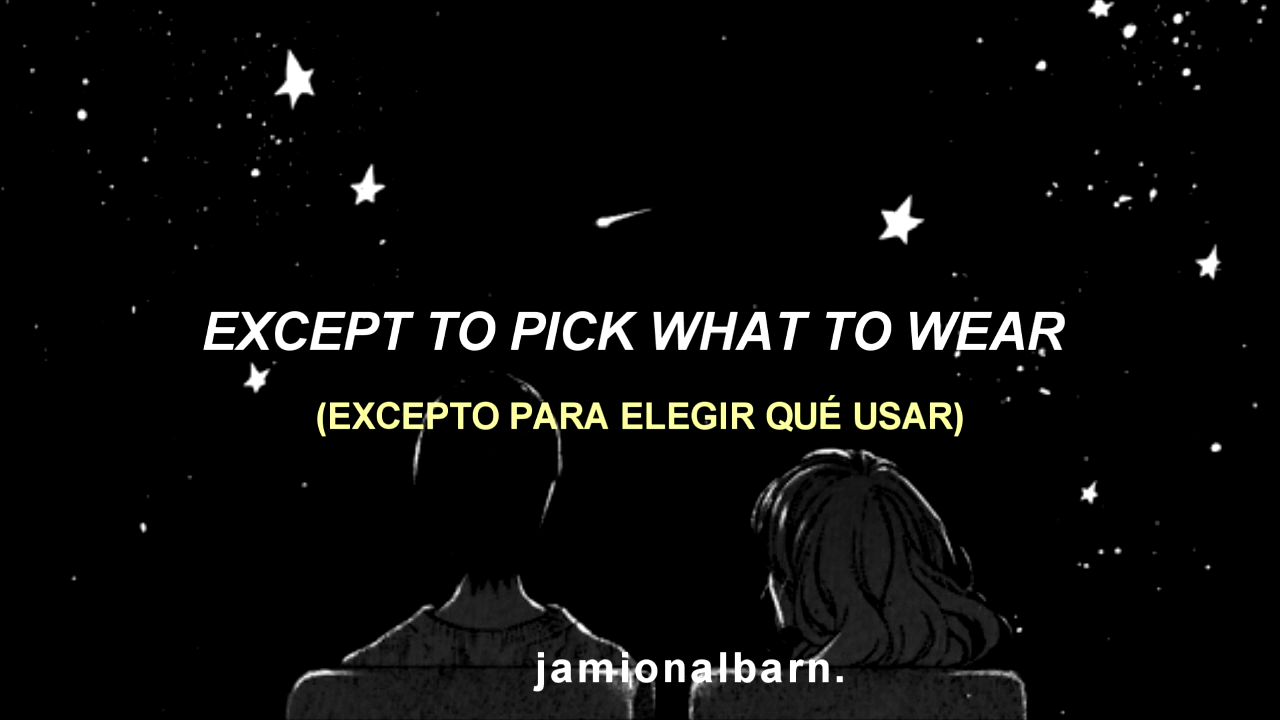 EXCEPT TO PICK WHAT TO WEAR
(EXCEPTO PARA ELEGIR QUÉ USAR)
jamionalbarn.